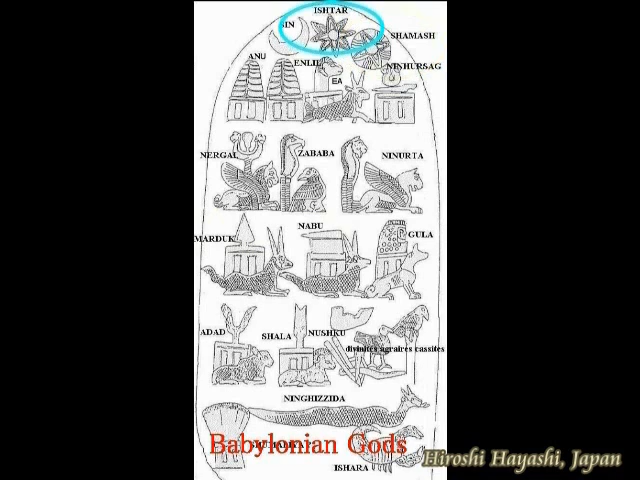 ISHTAR
SIN
SHAMASH
ANU
ENLIL
NINHURSAG
EA
NERGAL
ZABABA
NINURTA
MARDUK
NABU
GULA
ADAD
SHALA
NUSHKU
divinités agraires cassites
NINGHIZZIDA
Babylonian Gods
ISHARA
Hiroshi Hayashi, Japan